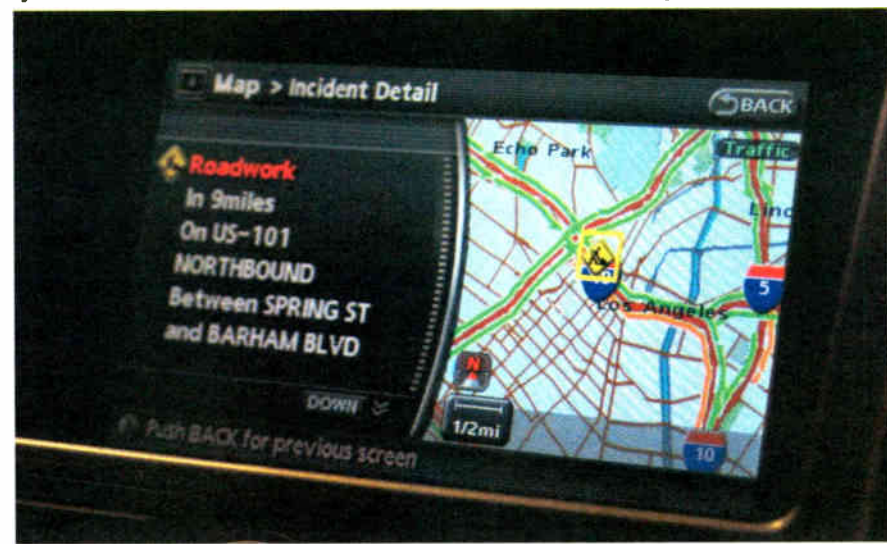 Map > Incident Detail
BACK
Roadwork
In 9miles
On US-101
NORTHBOUND
Between SPRING ST
and BARHAM BLVD
DOWN
Push BACK for previous screen
Echo Park
Traffic
Linc
5
Los Angeles
N
1/2mi
10